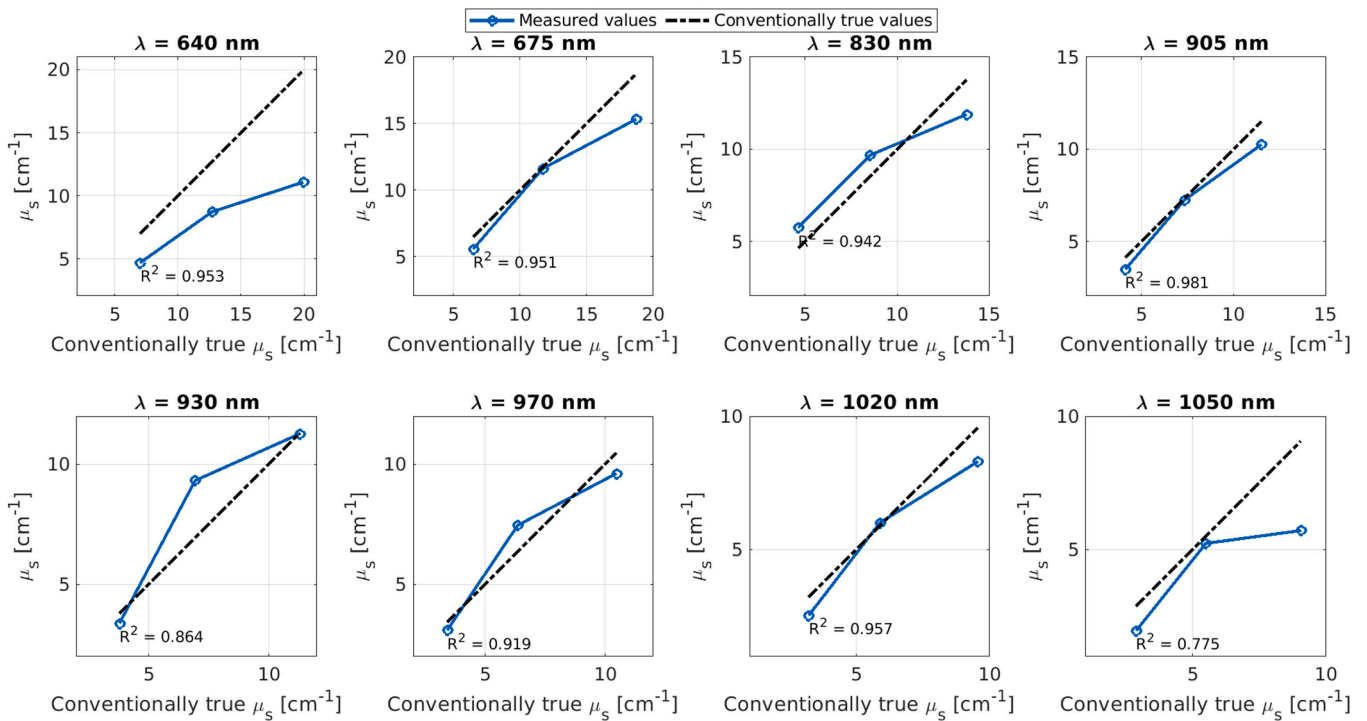 Measured values Conventionally true values
λ = 640 nm
20
15
10
5
μs [cm-1]
R2 = 0.953
5 10 15 20
Conventionally true μs [cm-1]
λ = 675 nm
20
15
10
5
μs [cm-1]
R2 = 0.951
5 10 15 20
Conventionally true μs [cm-1]
λ = 830 nm
15
10
5
μs [cm-1]
R2 = 0.942
5 10 15
Conventionally true μs [cm-1]
λ = 905 nm
15
10
5
μs [cm-1]
R2 = 0.981
5 10 15
Conventionally true μs [cm-1]
λ = 930 nm
10
5
μs [cm-1]
R2 = 0.864
5 10
Conventionally true μs [cm-1]
λ = 970 nm
10
5
μs [cm-1]
R2 = 0.919
5 10
Conventionally true μs [cm-1]
λ = 1020 nm
10
5
μs [cm-1]
R2 = 0.957
5 10
Conventionally true μs [cm-1]
λ = 1050 nm
10
5
μs [cm-1]
R2 = 0.775
5 10
Conventionally true μs [cm-1]